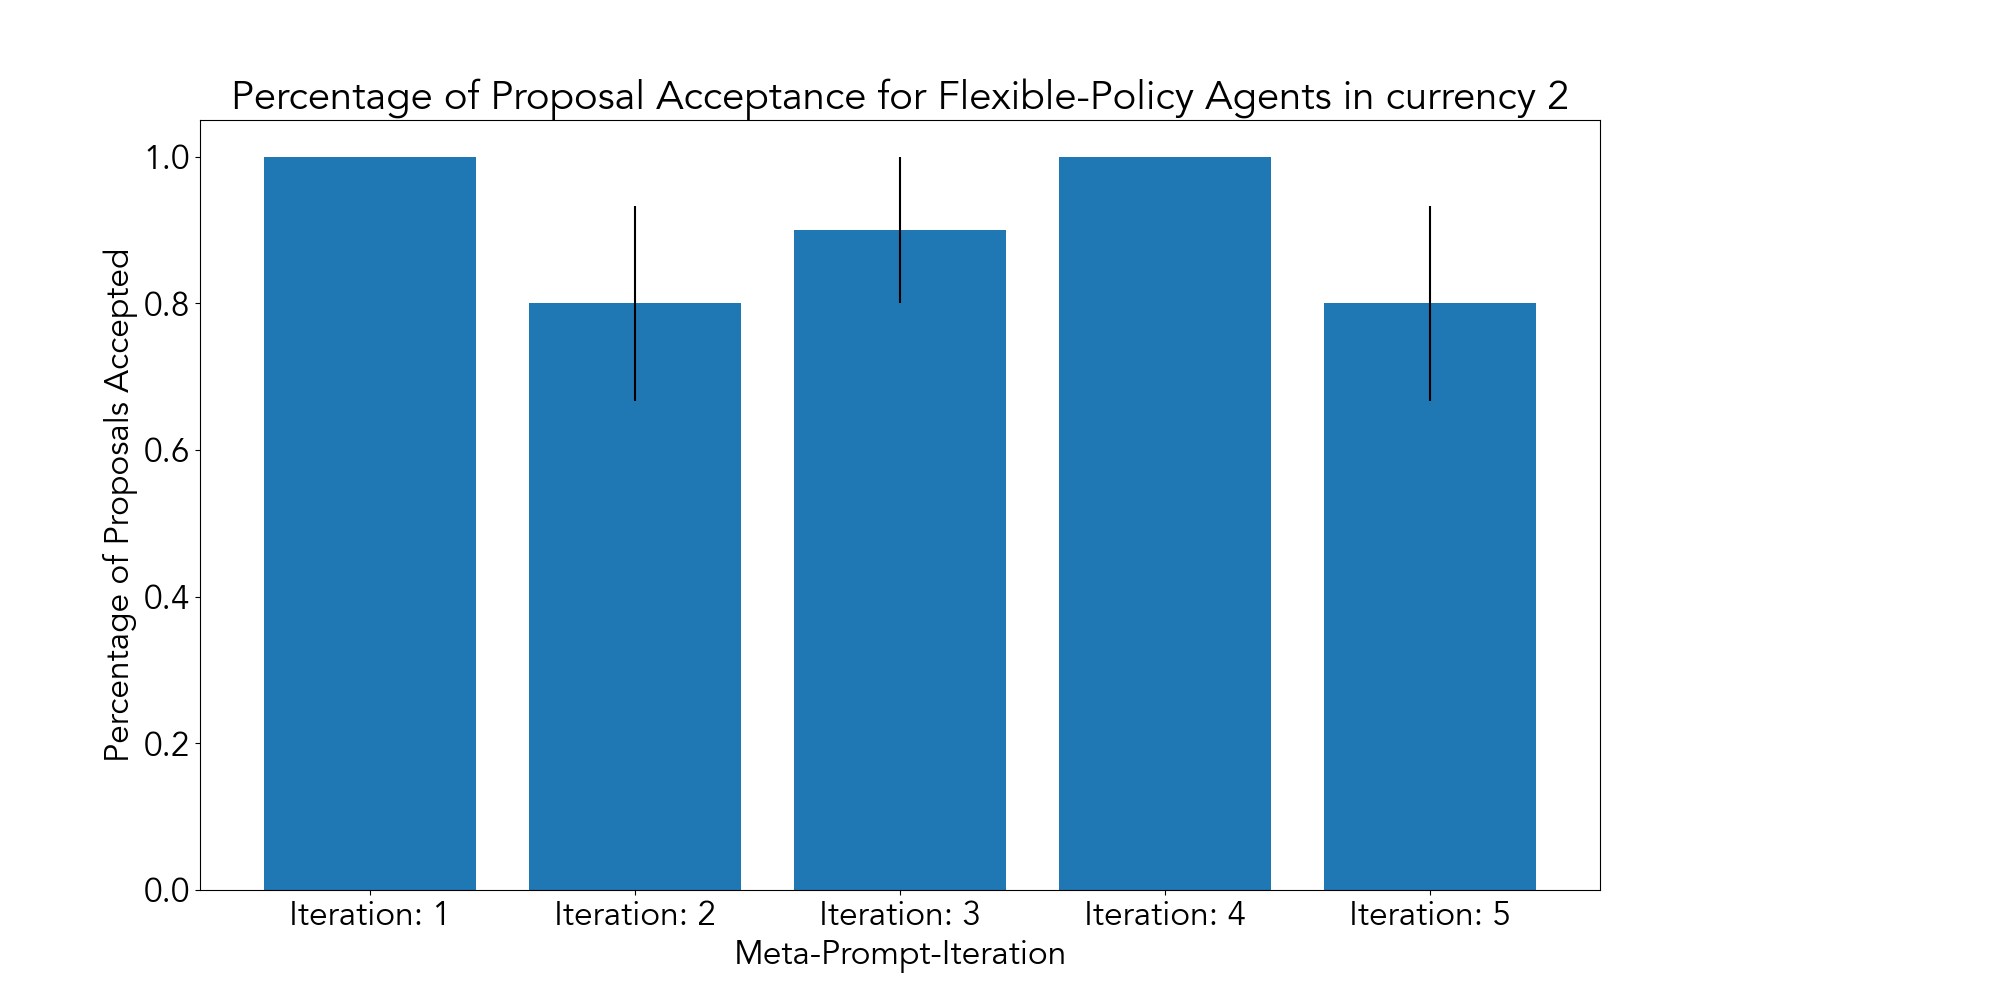 Percentage of Proposal Acceptance for Flexible-Policy Agents in currency 2
Percentage of Proposals Accepted
1.0
0.8
0.6
0.4
0.2
0.0
Iteration: 1
Iteration: 2
Iteration: 3
Iteration: 4
Iteration: 5
Meta-Prompt-Iteration